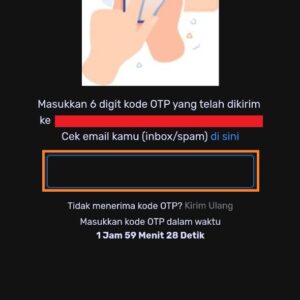 Masukkan 6 digit kode OTP yang telah dikirim
ke
Cek email kamu (inbox/spam) di sini
Tidak menerima kode OTP? Kirim Ulang
Masukkan kode OTP dalam waktu
1 Jam 59 Menit 28 Detik